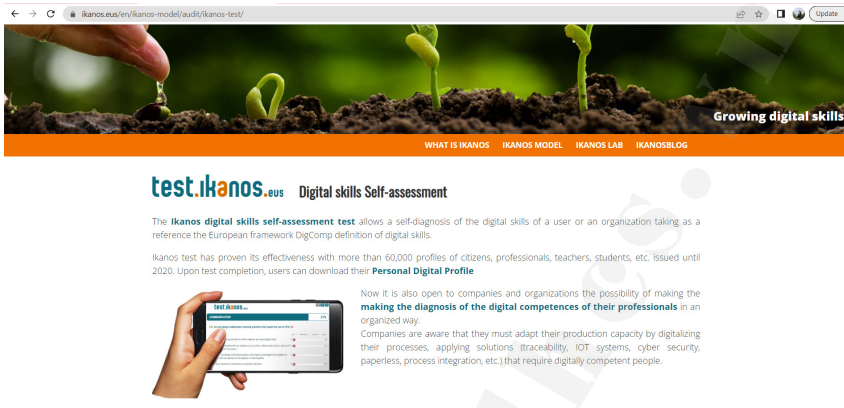 ikanos.eus/en/ikanos-model/audit/ikanos-test/
Update
Growing digital skills
WHAT IS IKANOS IKANOS MODEL IKANOS LAB IKANOSBLOG
test.ikanos.eus Digital skills Self-assessment
The Ikanos digital skills self-assessment test allows a self-diagnosis of the digital skills of a user or an organization taking as a
reference the European framework DigComp definition of digital skills.
Ikanos test has proven its effectiveness with more than 60,000 profiles of citizens, professionals, teachers, students, etc. issued until
2020. Upon test completion, users can download their Personal Digital Profile
test.ikanos.eus
COMMUNICATION
Now it is also open to companies and organizations the possibility of making the
making the diagnosis of the digital competences of their professionals in an
organized way.
Companies are aware that they must adapt their production capacity by digitalizing
their processes, applying solutions (traceability, IOT systems, cyber security,
paperless, process integration, etc.) that require digitally competent people.